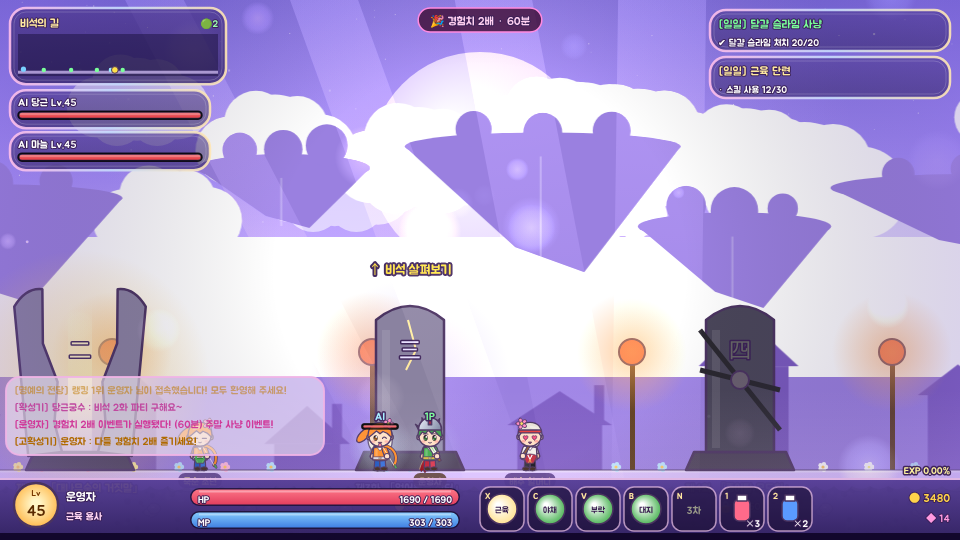 비석의 길
2
🎉 경험치 2배 · 60분
[일일] 달걀 슬라임 사냥
✔ 달걀 슬라임 처치 20/20
[일일] 근육 단련
· 스킬 사용 12/30
AI 당근 Lv.45
AI 마늘 Lv.45
↑ 비석 살펴보기
二
三
四
[명예의 전당] 랭킹 1위 운영자 님이 접속했습니다! 모두 환영해 주세요!
[확성기] 당근궁수 : 비석 2화 파티 구해요~
[운영자] 경험치 2배 이벤트가 실행됐다! (60분) 주말 사냥 이벤트!
[고확성기] 운영자 : 다들 경험치 2배 즐기세요!
AI
1P
EXP 0.00%
Lv
45
운영자
근육 용사
HP
1690 / 1690
MP
303 / 303
X
근육
C
야채
V
부락
B
대지
N
3차
1
×3
2
×2
3480
14